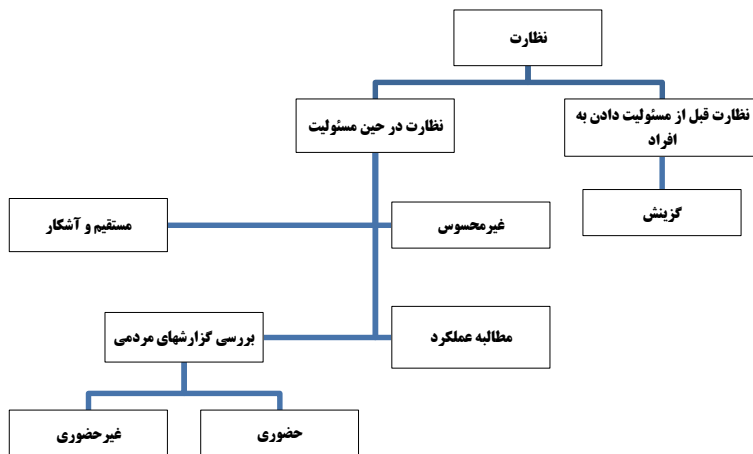 نظارت
نظارت قبل از مسئولیت دادن به
افراد
نظارت در حین مسئولیت
گزینش
غیرمحسوس
مستقیم و آشکار
مطالبه عملکرد
بررسی گزارشهای مردمی
حضوری
غیرحضوری